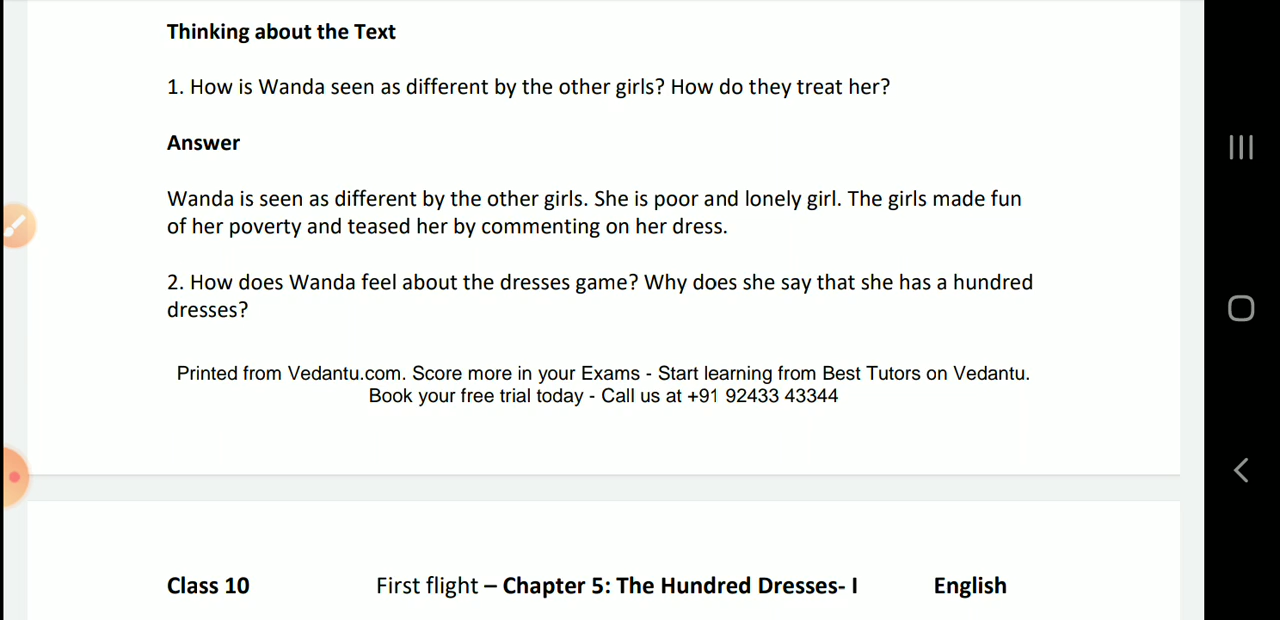 Thinking about the Text
1. How is Wanda seen as different by the other girls? How do they treat her?
Answer
Wanda is seen as different by the other girls. She is poor and lonely girl. The girls made fun
of her poverty and teased her by commenting on her dress.
2. How does Wanda feel about the dresses game? Why does she say that she has a hundred
dresses?
Printed from Vedantu.com. Score more in your Exams - Start learning from Best Tutors on Vedantu.
Book your free trial today - Call us at +91 92433 43344
Class 10 First flight – Chapter 5: The Hundred Dresses- I English